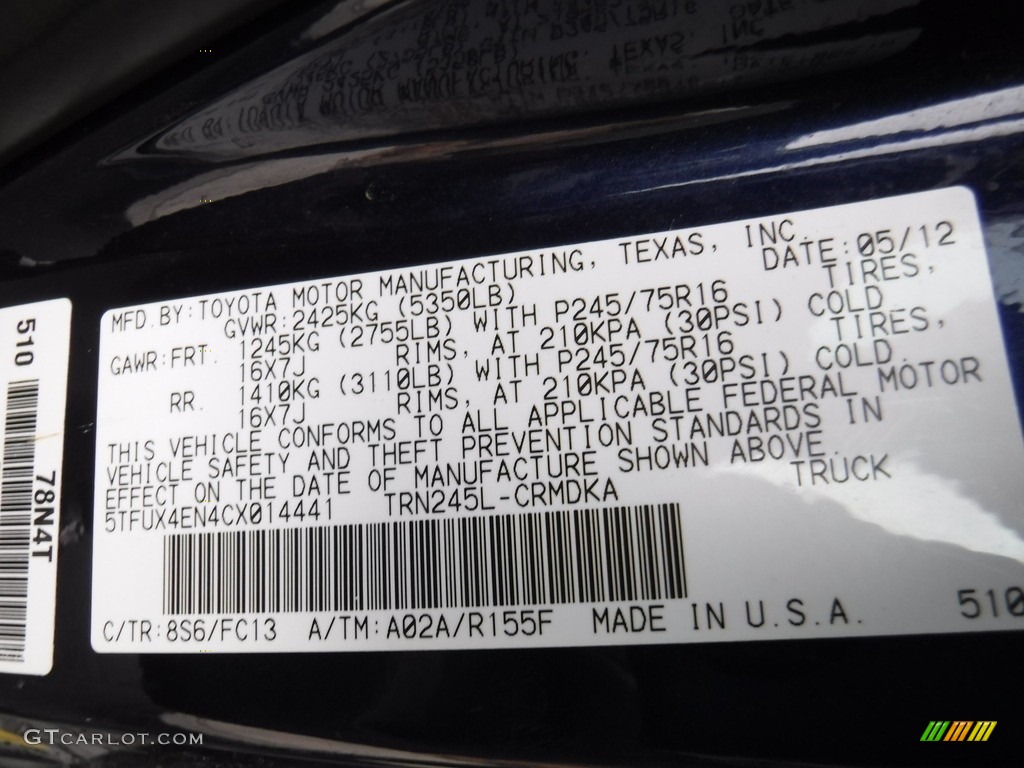 MFD.BY:TOYOTA MOTOR MANUFACTURING, TEXAS, INC.
GVWR:2425KG (5350LB) DATE:05/12
GAWR:FRT. 1245KG (2755LB) WITH P245/75R16 TIRES,
16X7J RIMS, AT 210KPA (30PSI) COLD
RR. 1410KG (3110LB) WITH P245/75R16 TIRES,
16X7J RIMS, AT 210KPA (30PSI) COLD.
THIS VEHICLE CONFORMS TO ALL APPLICABLE FEDERAL MOTOR
VEHICLE SAFETY AND THEFT PREVENTION STANDARDS IN
EFFECT ON THE DATE OF MANUFACTURE SHOWN ABOVE.
5TFUX4EN4CX014441 TRN245L-CRMDKA TRUCK
C/TR:8S6/FC13 A/TM:A02A/R155F MADE IN U.S.A. 510
510
78N4T
GTCARLOT.COM